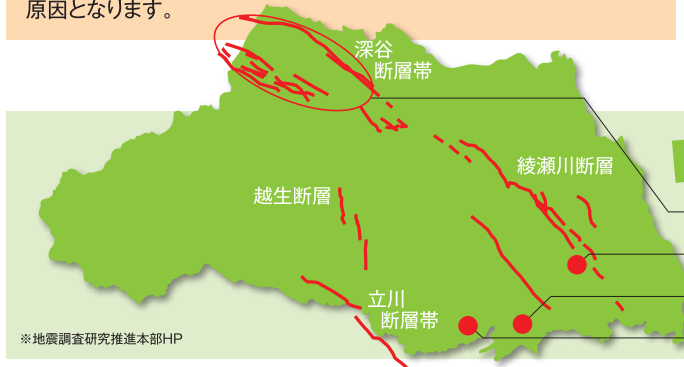 原因となります。
深谷
断層帯
綾瀬川断層
越生断層
立川
断層帯
※地震調査研究推進本部HP